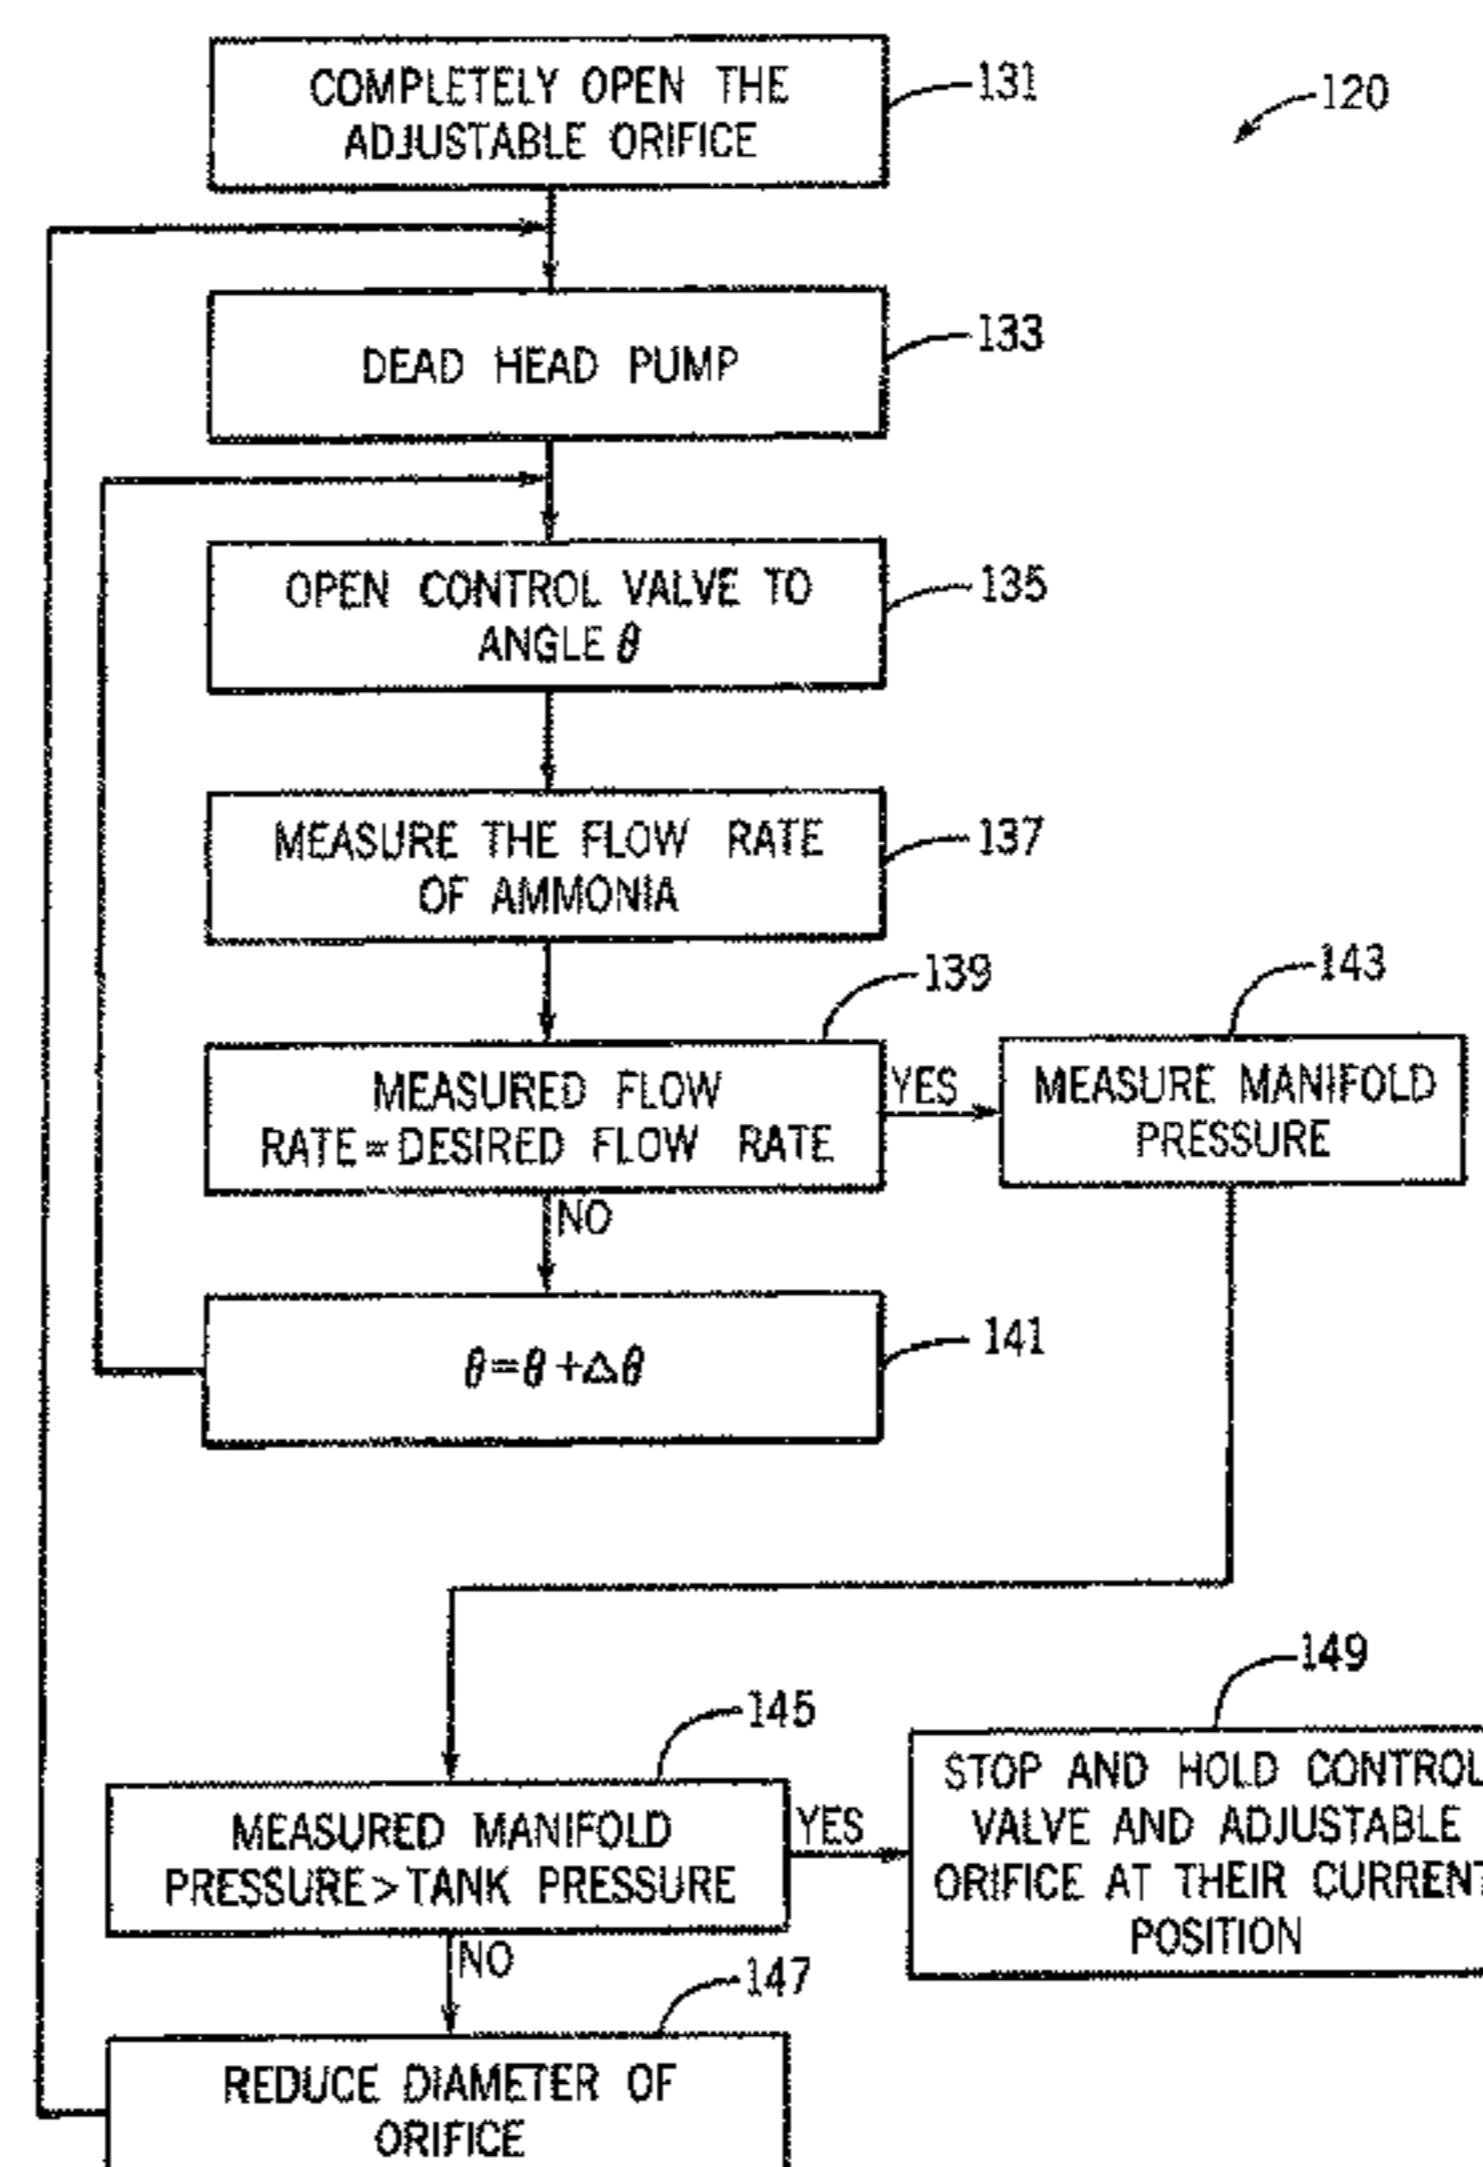 COMPLETELY OPEN THE
ADJUSTABLE ORIFICE
131
120
DEAD HEAD PUMP
133
OPEN CONTROL VALVE TO
ANGLE θ
135
MEASURE THE FLOW RATE
OF AMMONIA
137
139
MEASURED FLOW
RATE=DESIRED FLOW RATE
YES
143
MEASURE MANIFOLD
PRESSURE
NO
θ=θ+△θ
141
145
MEASURED MANIFOLD
PRESSURE>TANK PRESSURE
YES
149
STOP AND HOLD CONTROL
VALVE AND ADJUSTABLE
ORIFICE AT THEIR CURRENT
POSITION
NO
147
REDUCE DIAMETER OF
ORIFICE